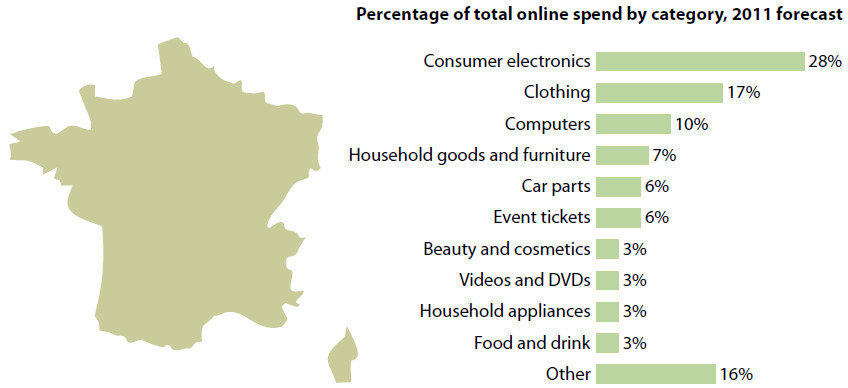 Percentage of total online spend by category, 2011 forecast
Consumer electronics 28%
Clothing 17%
Computers 10%
Household goods and furniture 7%
Car parts 6%
Event tickets 6%
Beauty and cosmetics 3%
Videos and DVDs 3%
Household appliances 3%
Food and drink 3%
Other 16%